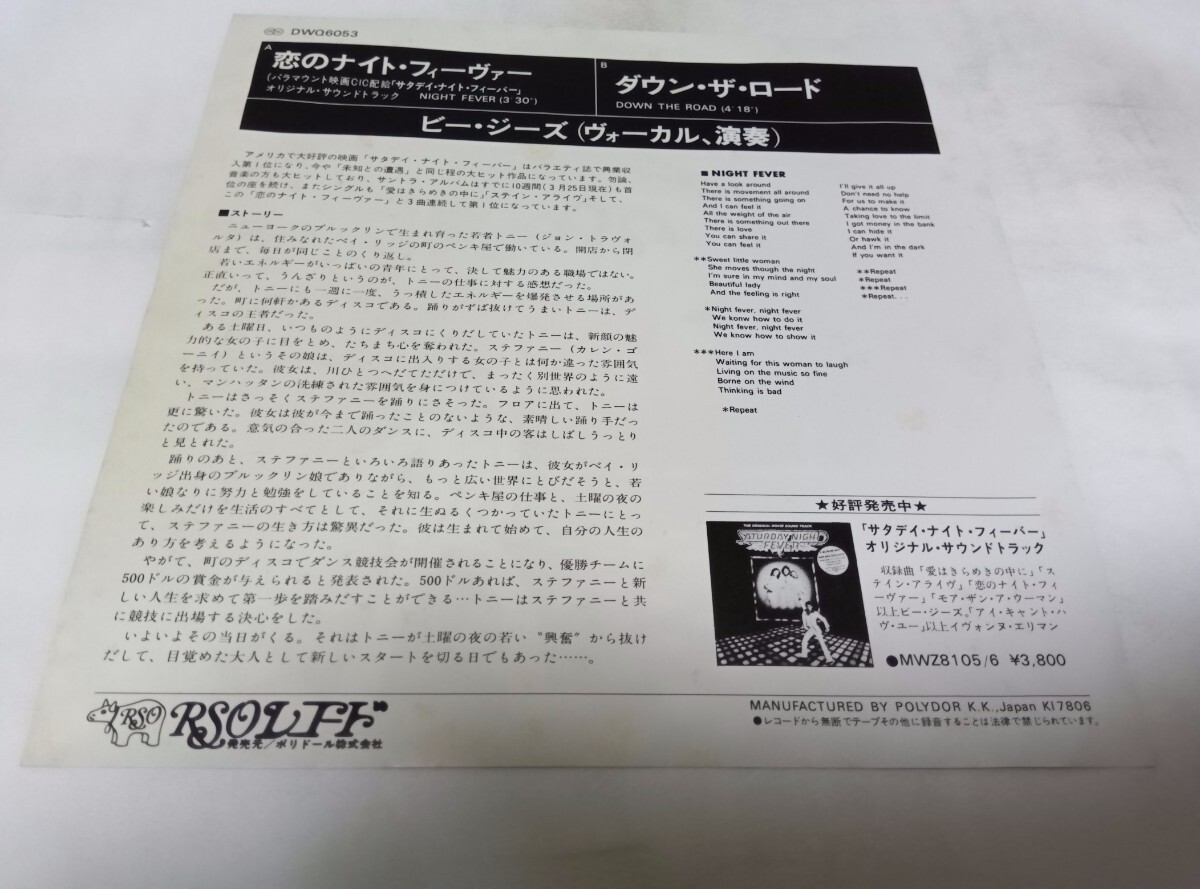 DWQ6053
A
恋のナイト・フィーヴァー
(パラマウント映画CIC配給「サタデイ・ナイト・フィーバー」
オリジナル・サウンドトラック NIGHT FEVER (3′30″)
B
ダウン・ザ・ロード
DOWN THE ROAD (4′18″)
ビー・ジーズ(ヴォーカル、演奏)
アメリカで大好評の映画「サタデイ・ナイト・フィーバー」はバラエティ誌で興業収
入第1位になり、今や「未知との遭遇」と同じ程の大ヒット作品になっています。勿論、
音楽の方も大ヒットしており、サントラ・アルバムはすでに10週間(3月25日現在)も首
位の座を続け、またシングルも「愛はきらめきの中に」「ステイン・アライヴ」そして、
この「恋のナイト・フィーヴァー」と3曲連続して第1位になっています。
■ストーリー
ニューヨークのブルックリンで生まれ育った若者トニー(ジョン・トラヴォ
ルタ)は、住みなれたベイ・リッジの町のペンキ屋で働いている。開店から閉
店まで、毎日が同じことのくり返し。
若いエネルギーがいっぱいの青年にとって、決して魅力のある職場ではない。
正直いって、うんざりというのが、トニーの仕事に対する感想だった。
だが、トニーにも一週に一度、うっ積したエネルギーを爆発させる場所があ
った。町に何軒かあるディスコである。踊りがずば抜けてうまいトニーは、デ
ィスコの王者だった。
ある土曜日、いつものようにディスコにくりだしていたトニーは、新顔の魅
力的な女の子に目をとめ、たちまち心を奪われた。ステファニー(カレン・ゴ
ーニイ)というその娘は、ディスコに出入りする女の子とは何か違った雰囲気
を持っていた。彼女は、川ひとつへだてただけで、まったく別世界のように遠
い、マンハッタンの洗練された雰囲気を身につけているように思われた。
トニーはさっそくステファニーを踊りにさそった。フロアに出て、トニーは
更に驚いた。彼女は彼が今まで踊ったことのないような、素晴しい踊り手だっ
たのである。意気の合った二人のダンスに、ディスコ中の客はしばしうっとり
と見とれた。
踊りのあと、ステファニーといろいろ語りあったトニーは、彼女がベイ・リ
ッジ出身のブルックリン娘でありながら、もっと広い世界にとびだそうと、若
い娘なりに努力と勉強をしていることを知る。ペンキ屋の仕事と、土曜の夜の
楽しみだけを生活のすべてとして、それに生ぬるくつかっていたトニーにとっ
て、ステファニーの生き方は驚異だった。彼は生まれて始めて、自分の人生の
あり方を考えるようになった。
やがて、町のディスコでダンス競技会が開催されることになり、優勝チームに
500ドルの賞金が与えられると発表された。500ドルあれば、ステファニーと新
しい人生を求めて第一歩を踏みだすことができる…トニーはステファニーと共
に競技に出場する決心をした。
いよいよその当日がくる。それはトニーが土曜の夜の若い〝興奮〟から抜け
だして、目覚めた大人として新しいスタートを切る日でもあった……。
■ NIGHT FEVER
Have a look around
There is movement all around
There is something going on
And I can feel it
All the weight of the air
There is something out there
There is love
You can share it
You can feel it
**Sweet little woman
She moves though the night
I'm sure in my mind and my soul
Beautiful lady
And the feeling is right
*Night fever, night fever
We konw how to do it
Night fever, night fever
We know how to show it
***Here I am
Waiting for this woman to laugh
Living on the music so fine
Borne on the wind
Thinking is bad
*Repeat
I'll give it all up
Don't need no help
For us to make it
A chance to know
Taking love to the limit
I got money in the bank
I can hide it
Or hawk it
And I'm in the dark
If you want it
**Repeat
*Repeat
***Repeat
*Repeat...
★好評発売中★
THE ORIGINAL MOVIE SOUND TRACK
SATURDAY NIGHT
FEVER
「サタデイ・ナイト・フィーバー」
オリジナル・サウンドトラック
収録曲「愛はきらめきの中に」「ス
テイン・アライヴ」「恋のナイト・フィ
ーヴァー」「モア・ザン・ア・ウーマン」
以上ビー・ジーズ。「アイ・キャント・ハ
ヴ・ユー」以上イヴォンヌ・エリマン
●MWZ8105/6 ¥3,800
RSO RSOレコード
発売元/ポリドール株式会社
MANUFACTURED BY POLYDOR K.K.,Japan KI7806
●レコードから無断でテープその他に録音することは法律で禁じられています。